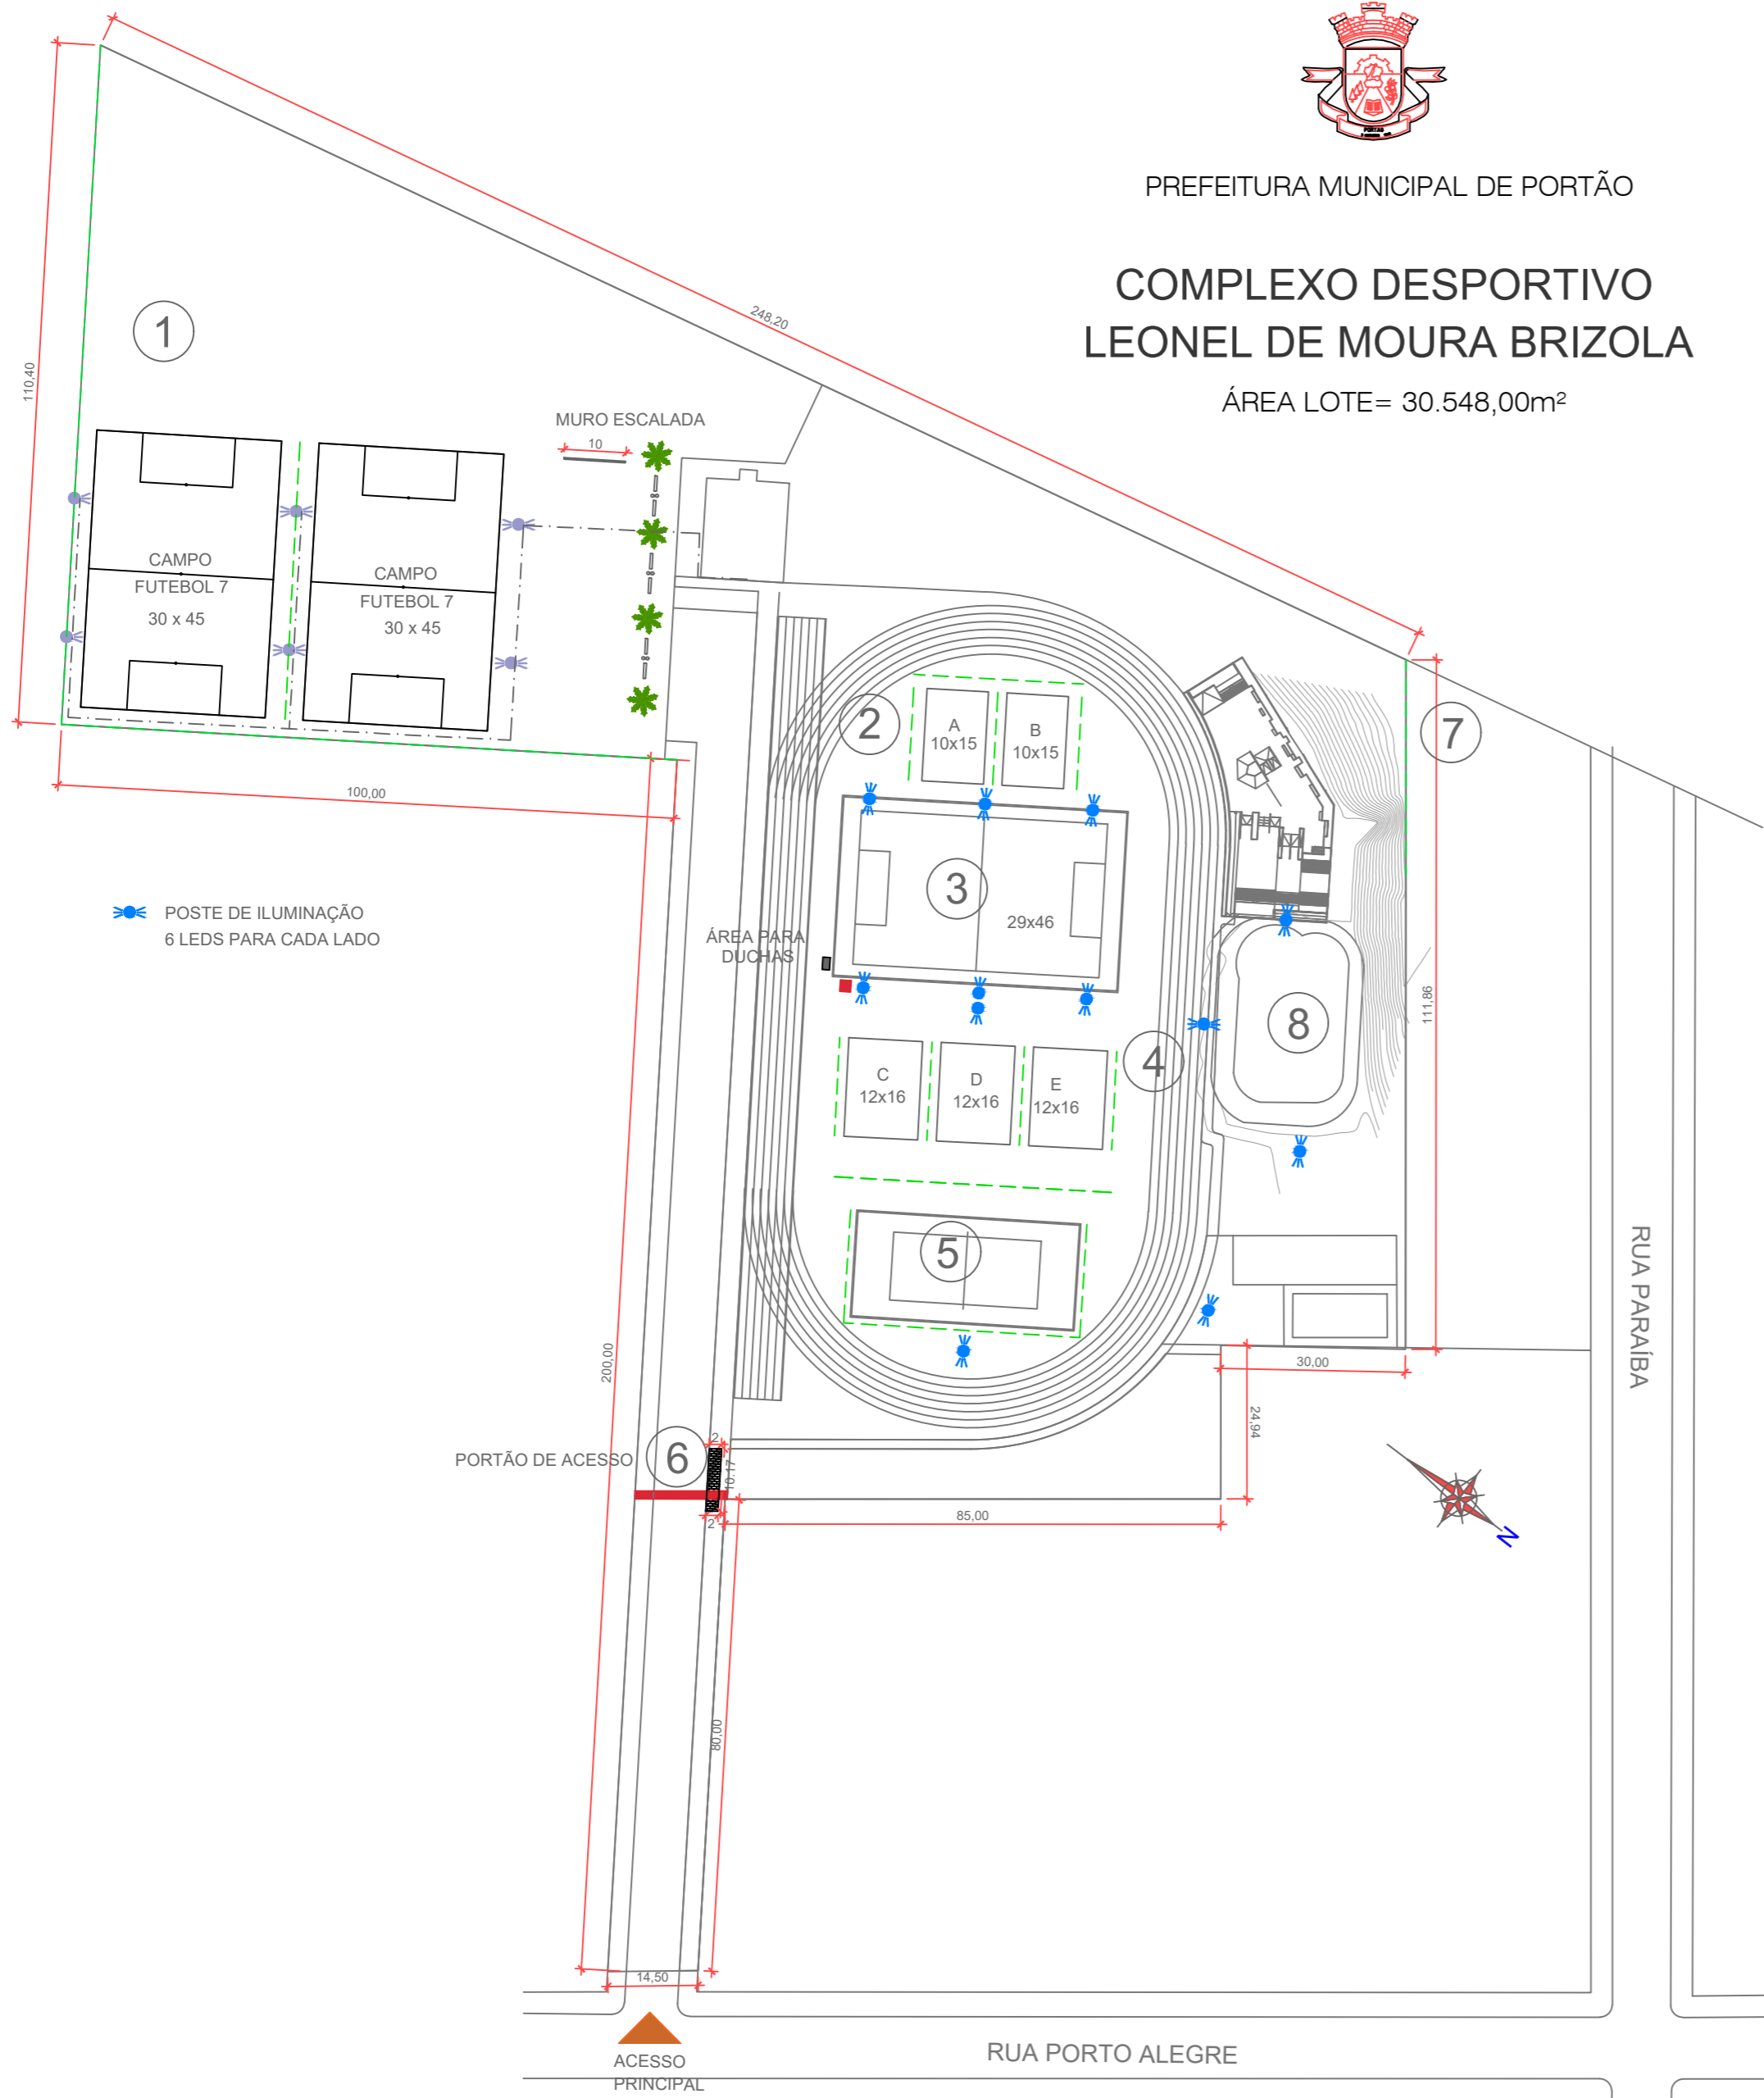 PORTÃO
PREFEITURA MUNICIPAL DE PORTÃO
COMPLEXO DESPORTIVO
LEONEL DE MOURA BRIZOLA
ÁREA LOTE= 30.548,00m²
248,20
110,40
1
MURO ESCALADA
10
CAMPO
FUTEBOL 7
30 x 45
CAMPO
FUTEBOL 7
30 x 45
100,00
POSTE DE ILUMINAÇÃO
6 LEDS PARA CADA LADO
2
A
10x15
B
10x15
7
3
29x46
ÁREA PARA
DUCHAS
8
111,86
4
C
12x16
D
12x16
E
12x16
5
RUA PARAÍBA
30,00
24,94
200,00
PORTÃO DE ACESSO
6
2
10.17
2
85,00
N
80,00
14,50
ACESSO
PRINCIPAL
RUA PORTO ALEGRE